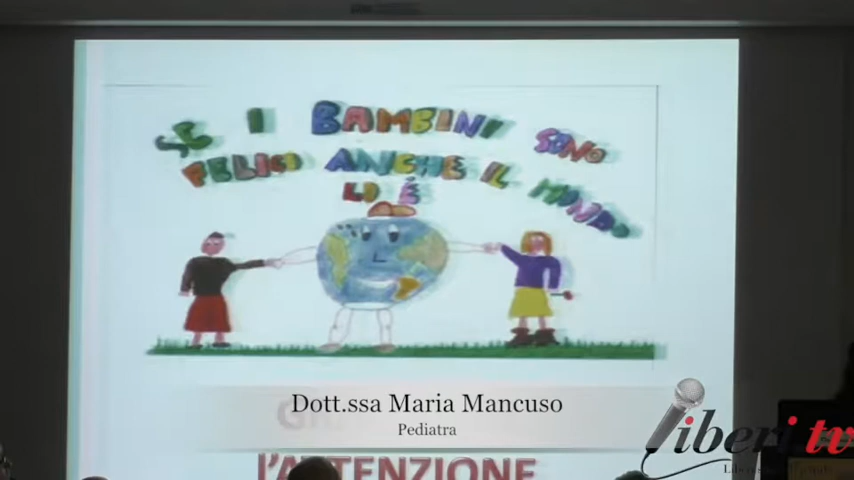 SE I BAMBINI SONO
FELICI ANCHE IL MONDO
LO É
Dott.ssa Maria Mancuso
Pediatra
liberi tv
L'ATTENZIONE